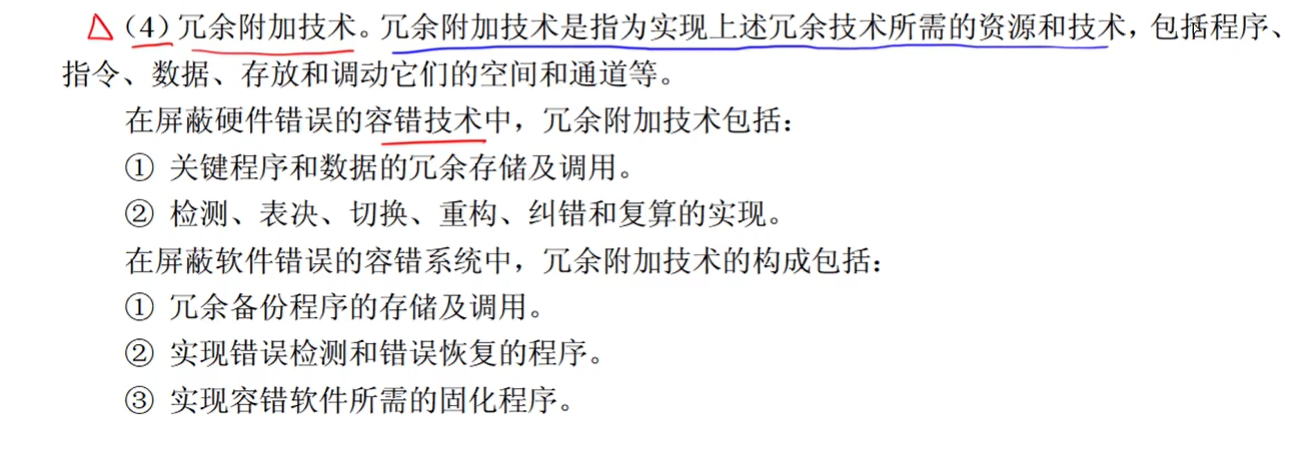 (4)冗余附加技术。冗余附加技术是指为实现上述冗余技术所需的资源和技术，包括程序、
指令、数据、存放和调动它们的空间和通道等。
在屏蔽硬件错误的容错技术中，冗余附加技术包括：
① 关键程序和数据的冗余存储及调用。
② 检测、表决、切换、重构、纠错和复算的实现。
在屏蔽软件错误的容错系统中，冗余附加技术的构成包括：
① 冗余备份程序的存储及调用。
② 实现错误检测和错误恢复的程序。
③ 实现容错软件所需的固化程序。